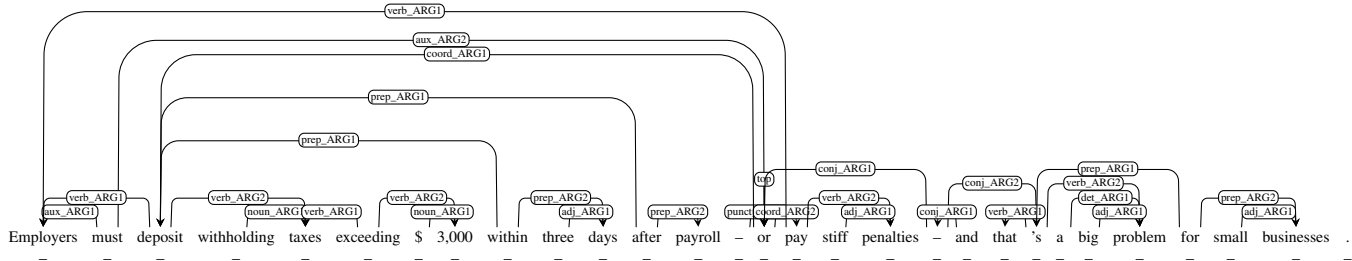 verb_ARG1
aux_ARG2
coord_ARG1
prep_ARG1
prep_ARG1
conj_ARG1 prep_ARG1
top conj_ARG2 verb_ARG2
verb_ARG1 verb_ARG2 verb_ARG2 prep_ARG2 verb_ARG2 det_ARG1 prep_ARG2
aux_ARG1 noun_ARG verb_ARG1 noun_ARG1 adj_ARG1 prep_ARG2 punct coord_ARG2 adj_ARG1 conj_ARG1 verb_ARG1 adj_ARG1 adj_ARG1
Employers must deposit withholding taxes exceeding $ 3,000 within three days after payroll – or pay stiff penalties – and that 's a big problem for small businesses .
_ _ _ _ _ _ _ _ _ _ _ _ _ _ _ _ _ _ _ _ _ _ _ _ _ _ _ _ _